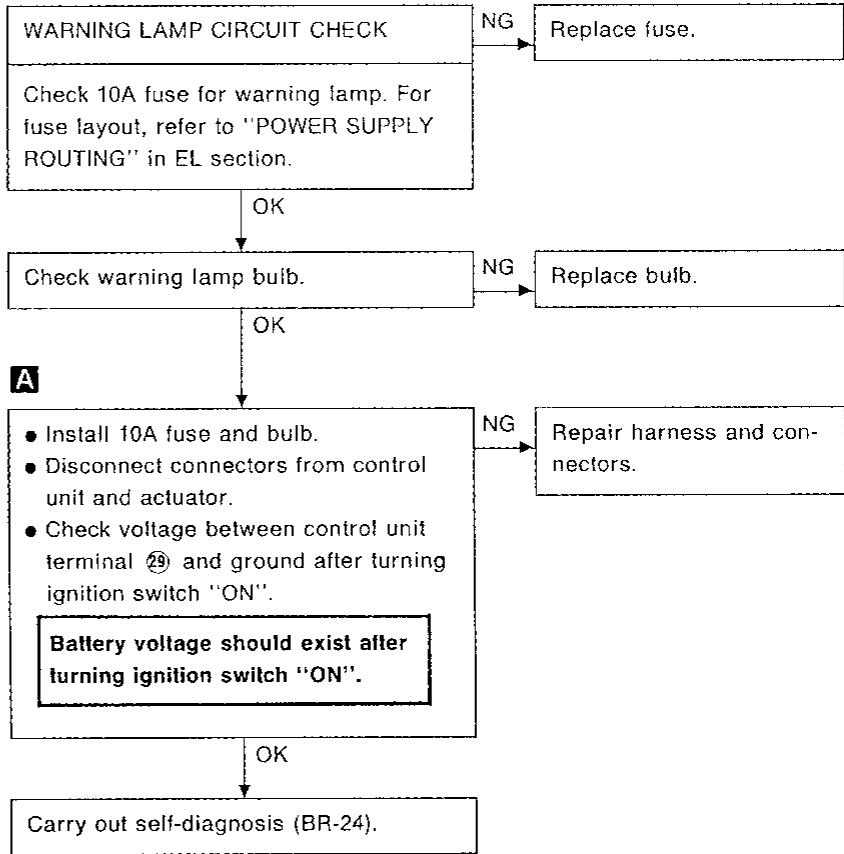 WARNING LAMP CIRCUIT CHECK
NG
Replace fuse.
Check 10A fuse for warning lamp. For
fuse layout, refer to "POWER SUPPLY
ROUTING" in EL section.
OK
Check warning lamp bulb.
NG
Replace bulb.
OK
A
● Install 10A fuse and bulb.
● Disconnect connectors from control
unit and actuator.
● Check voltage between control unit
terminal ㉙ and ground after turning
ignition switch "ON".
Battery voltage should exist after
turning ignition switch "ON".
NG
Repair harness and con-
nectors.
OK
Carry out self-diagnosis (BR-24).